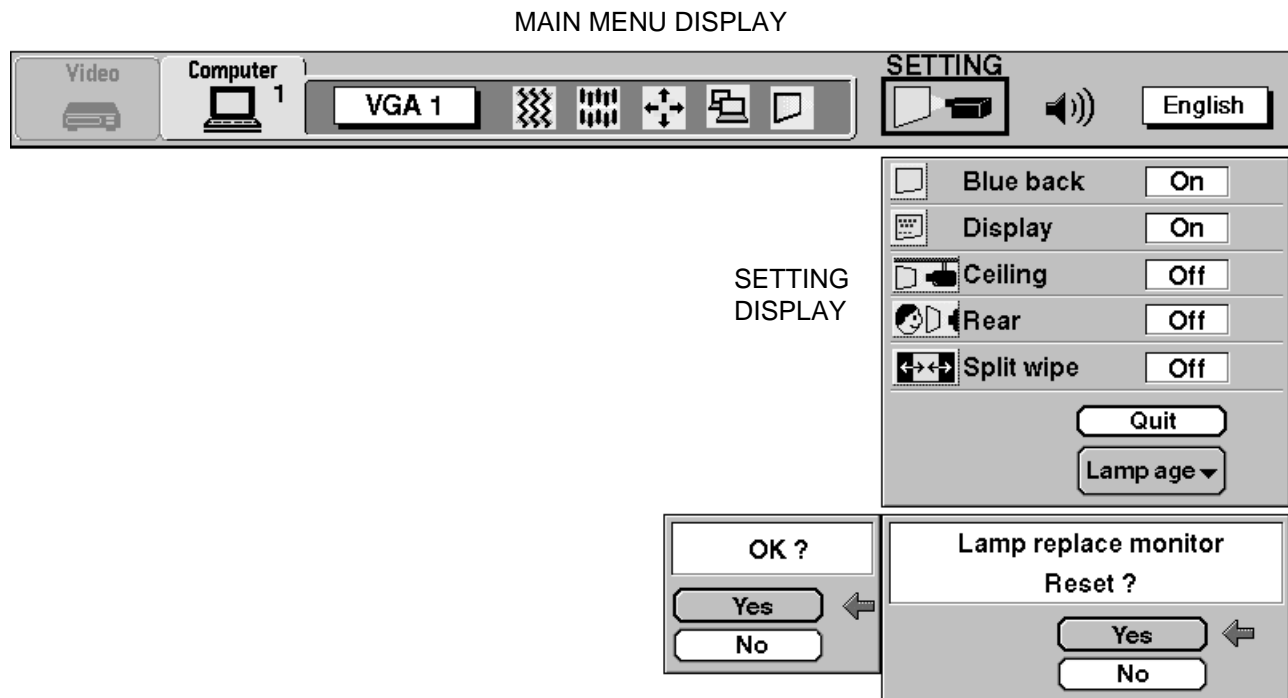 MAIN MENU DISPLAY
SETTING
Video
Computer
1
VGA 1
English
Blue back On
Display On
SETTING
DISPLAY
Ceiling Off
Rear Off
Split wipe Off
Quit
Lamp age
OK ?
Yes
No
Lamp replace monitor
Reset ?
Yes
No